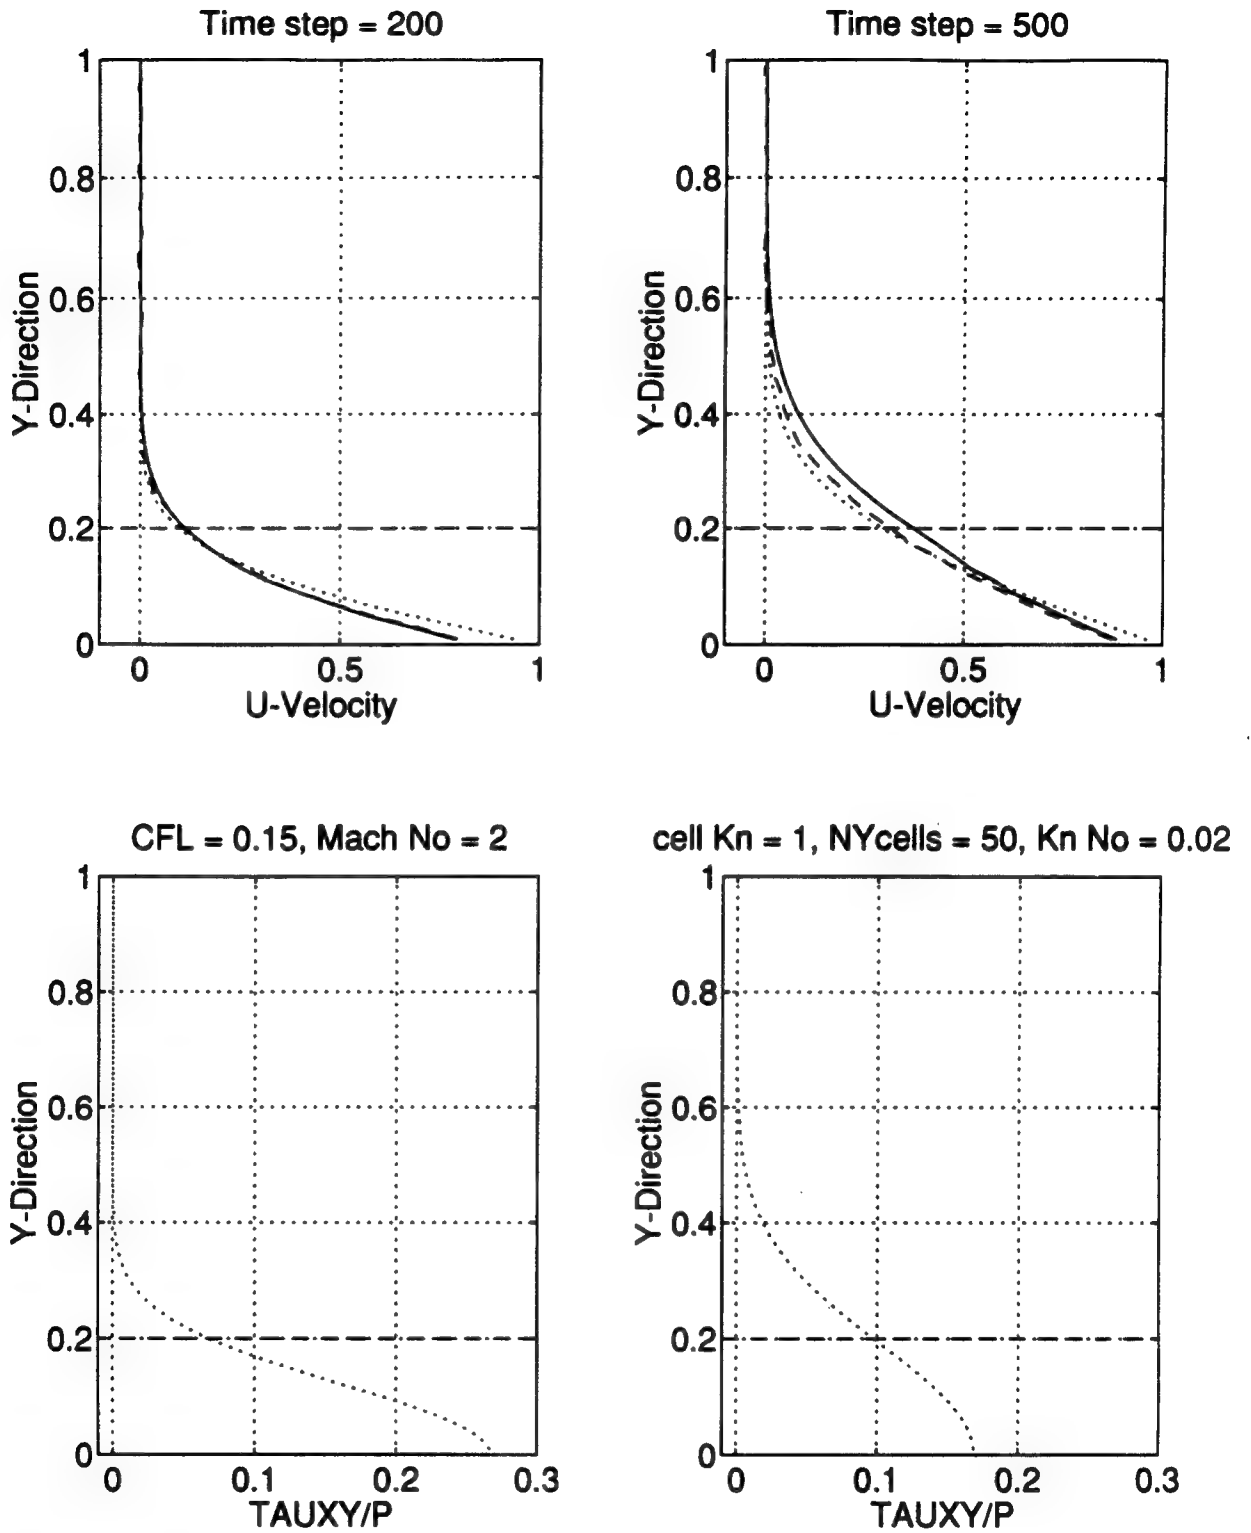 Time step = 200
1
0.8
0.6
0.4
0.2
0
Y-Direction
0 0.5 1
U-Velocity
Time step = 500
1
0.8
0.6
0.4
0.2
0
Y-Direction
0 0.5 1
U-Velocity
CFL = 0.15, Mach No = 2
1
0.8
0.6
0.4
0.2
0
Y-Direction
0 0.1 0.2 0.3
TAUXY/P
cell Kn = 1, NYcells = 50, Kn No = 0.02
1
0.8
0.6
0.4
0.2
0
Y-Direction
0 0.1 0.2 0.3
TAUXY/P